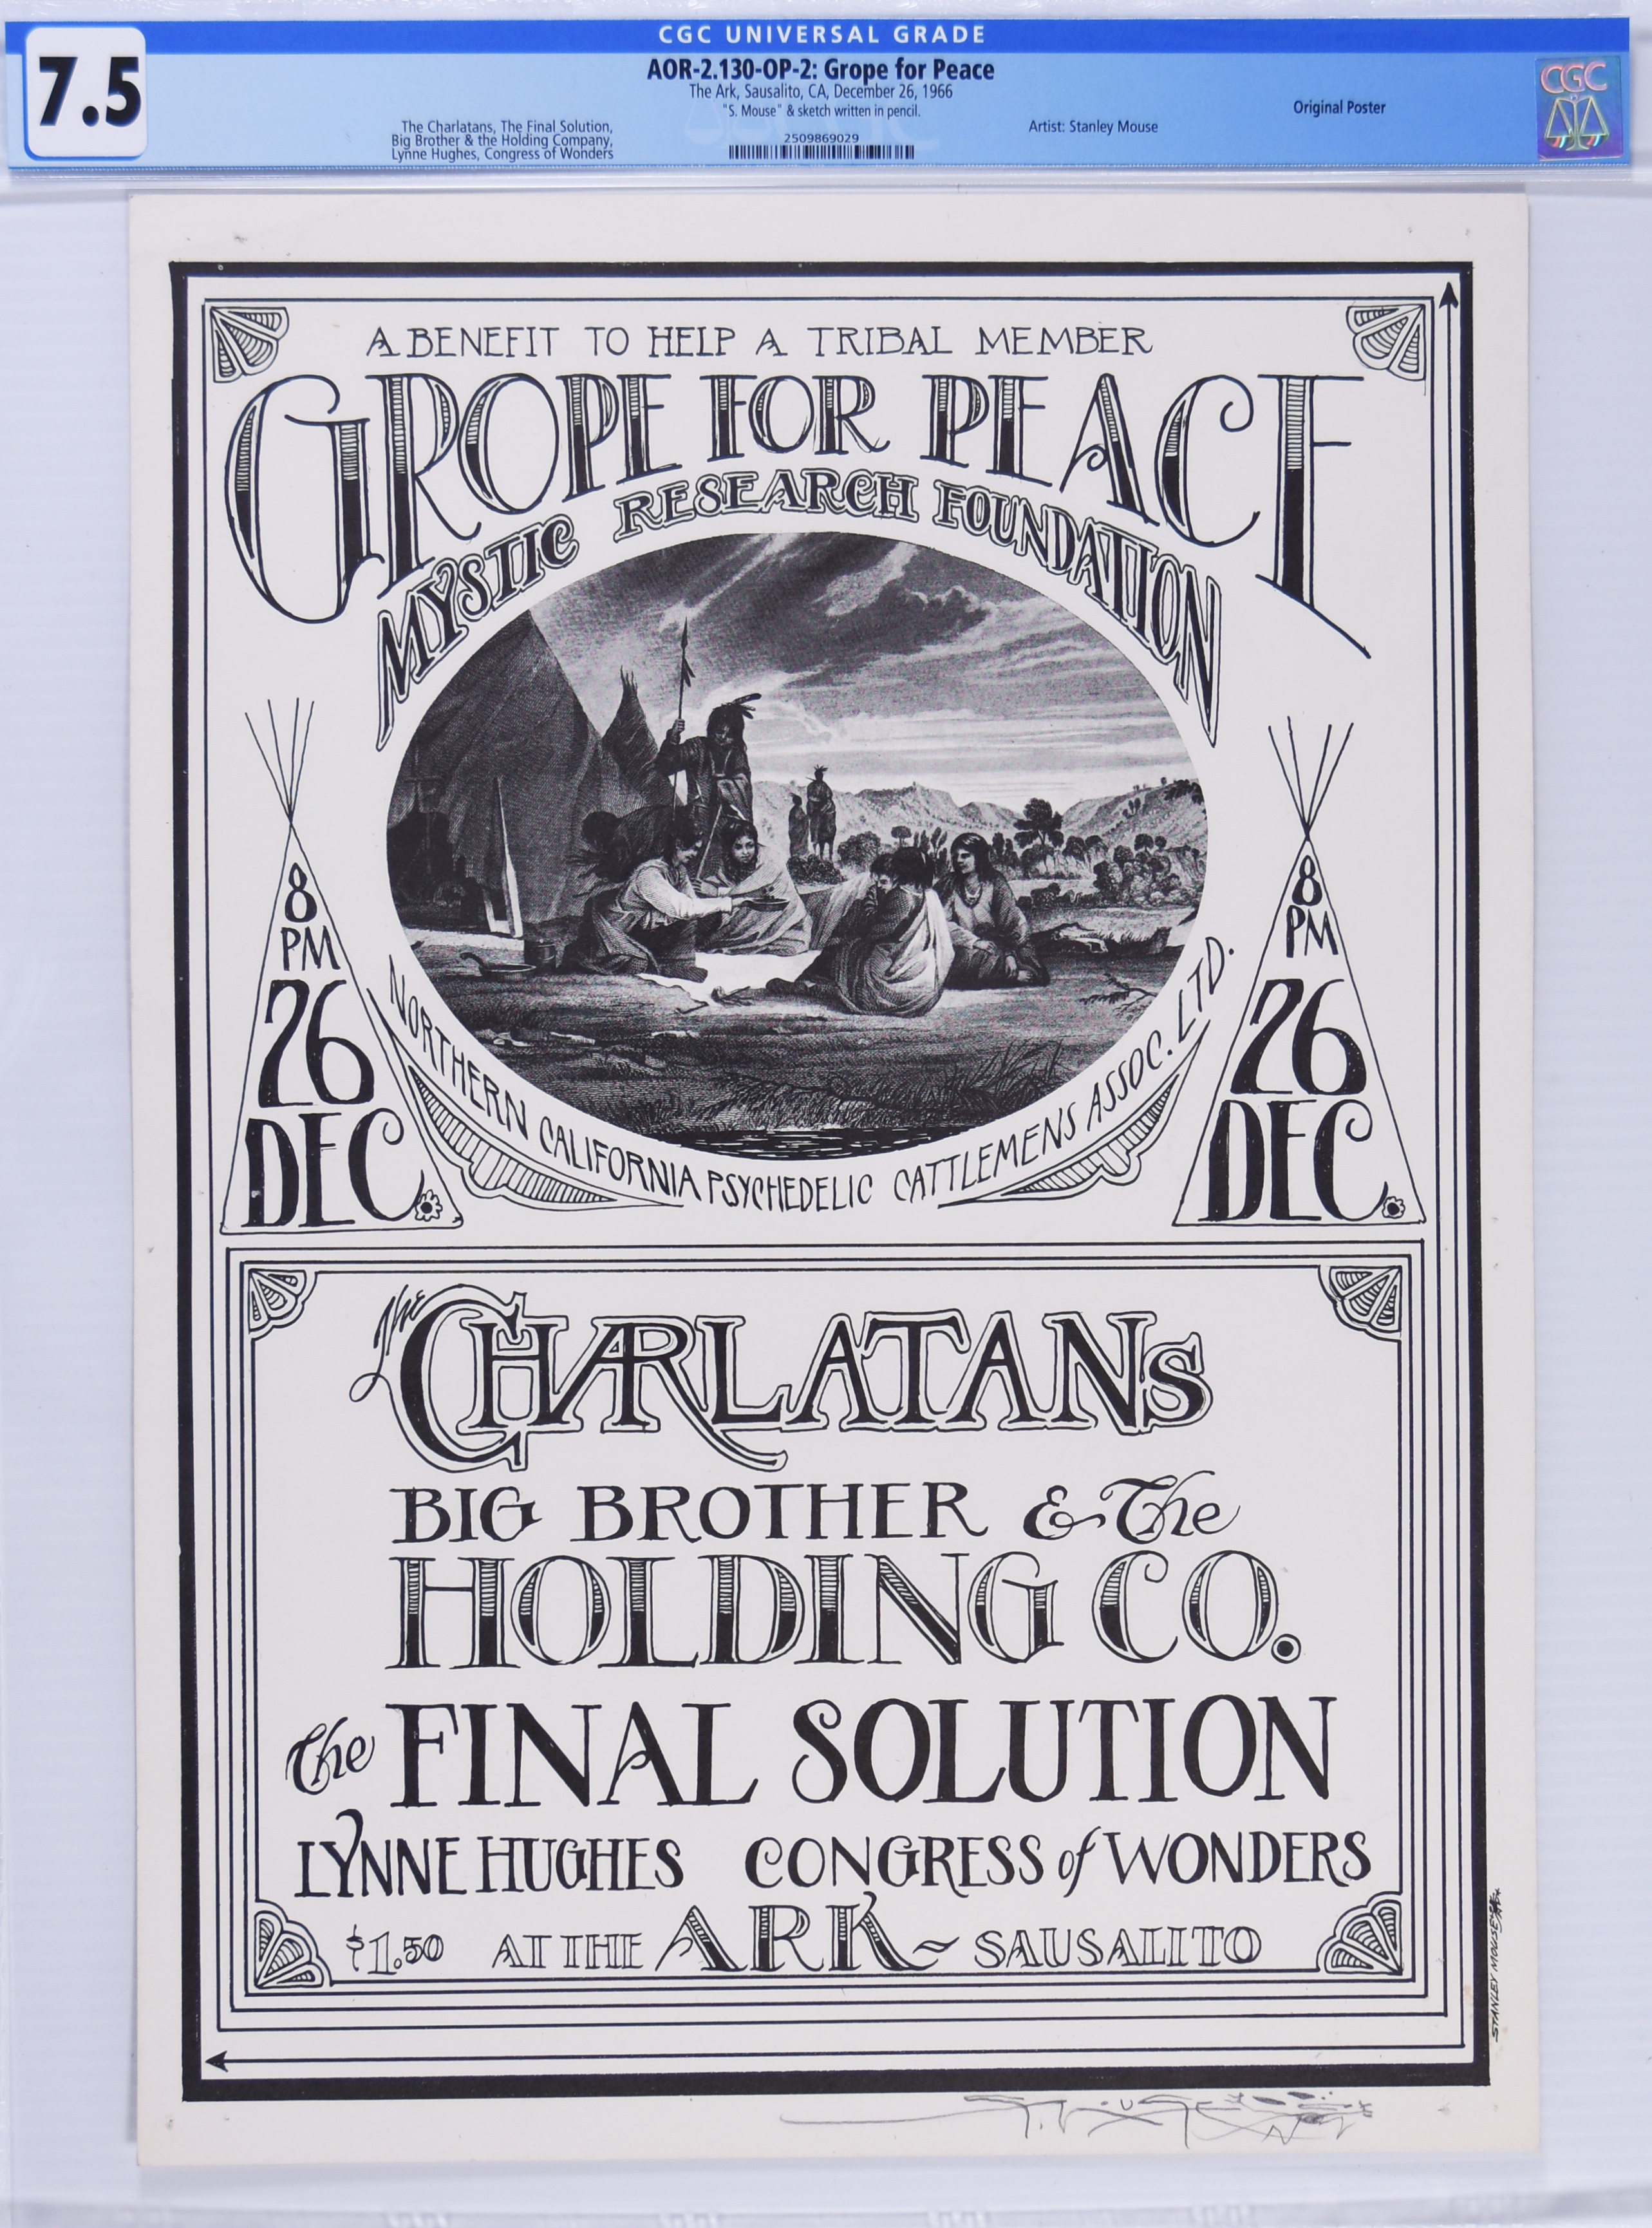 CGC UNIVERSAL GRADE
7.5
AOR-2.130-OP-2: Grope for Peace
The Ark, Sausalito, CA, December 26, 1966
"S. Mouse" & sketch written in pencil.
The Charlatans, The Final Solution,
Big Brother & the Holding Company,
Lynne Hughes, Congress of Wonders
2509869029
Artist: Stanley Mouse
Original Poster
CGC
A BENEFIT TO HELP A TRIBAL MEMBER
GROPE FOR PEACE
MYSTIC RESEARCH FOUNDATION
8
PM
26
DEC.
8
PM
26
DEC.
NORTHERN CALIFORNIA PSYCHEDELIC CATTLEMENS ASSOC. LTD.
The CHARLATANS
BIG BROTHER & The
HOLDING CO.
the FINAL SOLUTION
LYNNE HUGHES CONGRESS of WONDERS
$1.50 AT THE ARK ~ SAUSALITO
STANLEY MOUSE
S. Mouse